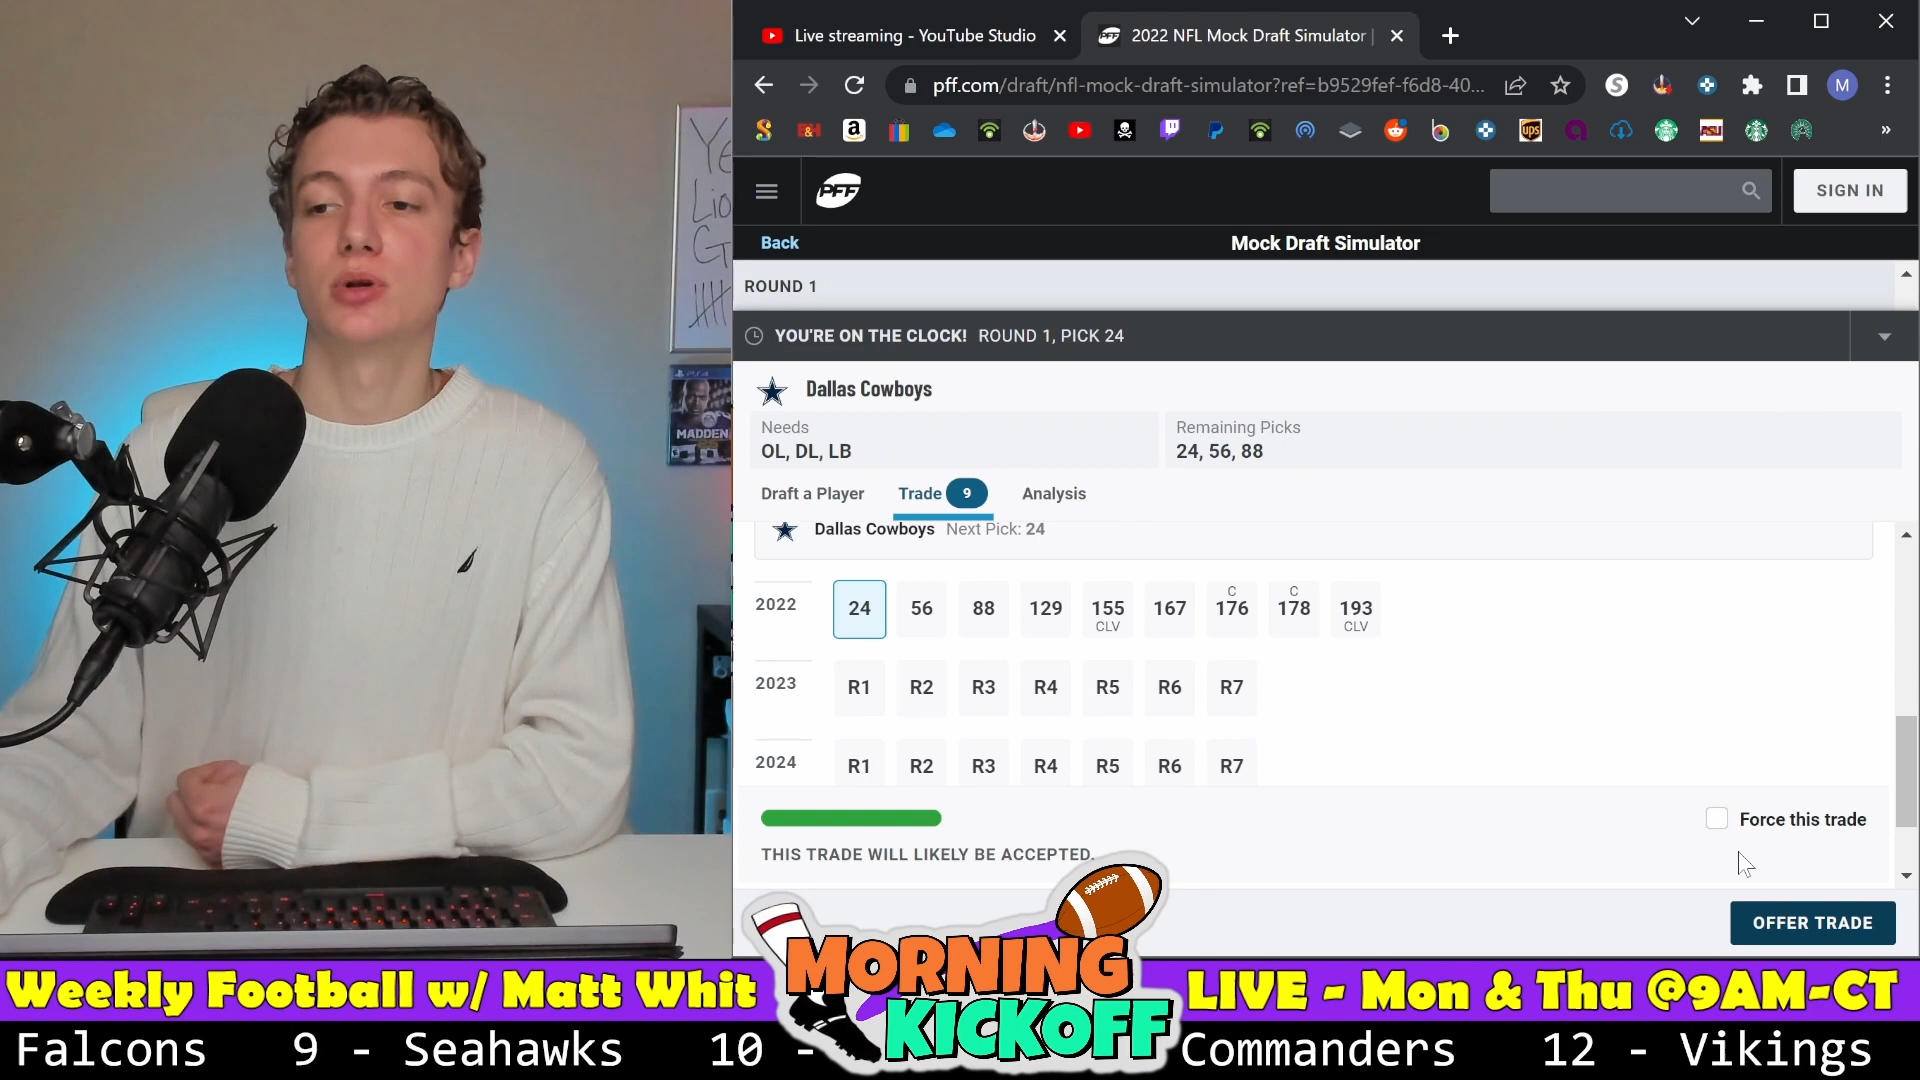 Live streaming - YouTube Studio
2022 NFL Mock Draft Simulator |
pff.com/draft/nfl-mock-draft-simulator?ref=b9529fef-f6d8-40...
S
M
B&H
a
ups
ASU
»
PFF
SIGN IN
Back
Mock Draft Simulator
ROUND 1
YOU'RE ON THE CLOCK! ROUND 1, PICK 24
Dallas Cowboys
Needs
OL, DL, LB
Remaining Picks
24, 56, 88
Draft a Player
Trade 9
Analysis
Dallas Cowboys Next Pick: 24
2022 24 56 88 129 155 CLV 167 C 176 C 178 193 CLV
2023 R1 R2 R3 R4 R5 R6 R7
2024 R1 R2 R3 R4 R5 R6 R7
Force this trade
THIS TRADE WILL LIKELY BE ACCEPTED.
OFFER TRADE
PS4
MADDEN
Weekly Football w/ Matt Whit
MORNING
KICKOFF
LIVE - Mon & Thu @9AM-CT
Falcons 9 - Seahawks 10 - Commanders 12 - Vikings